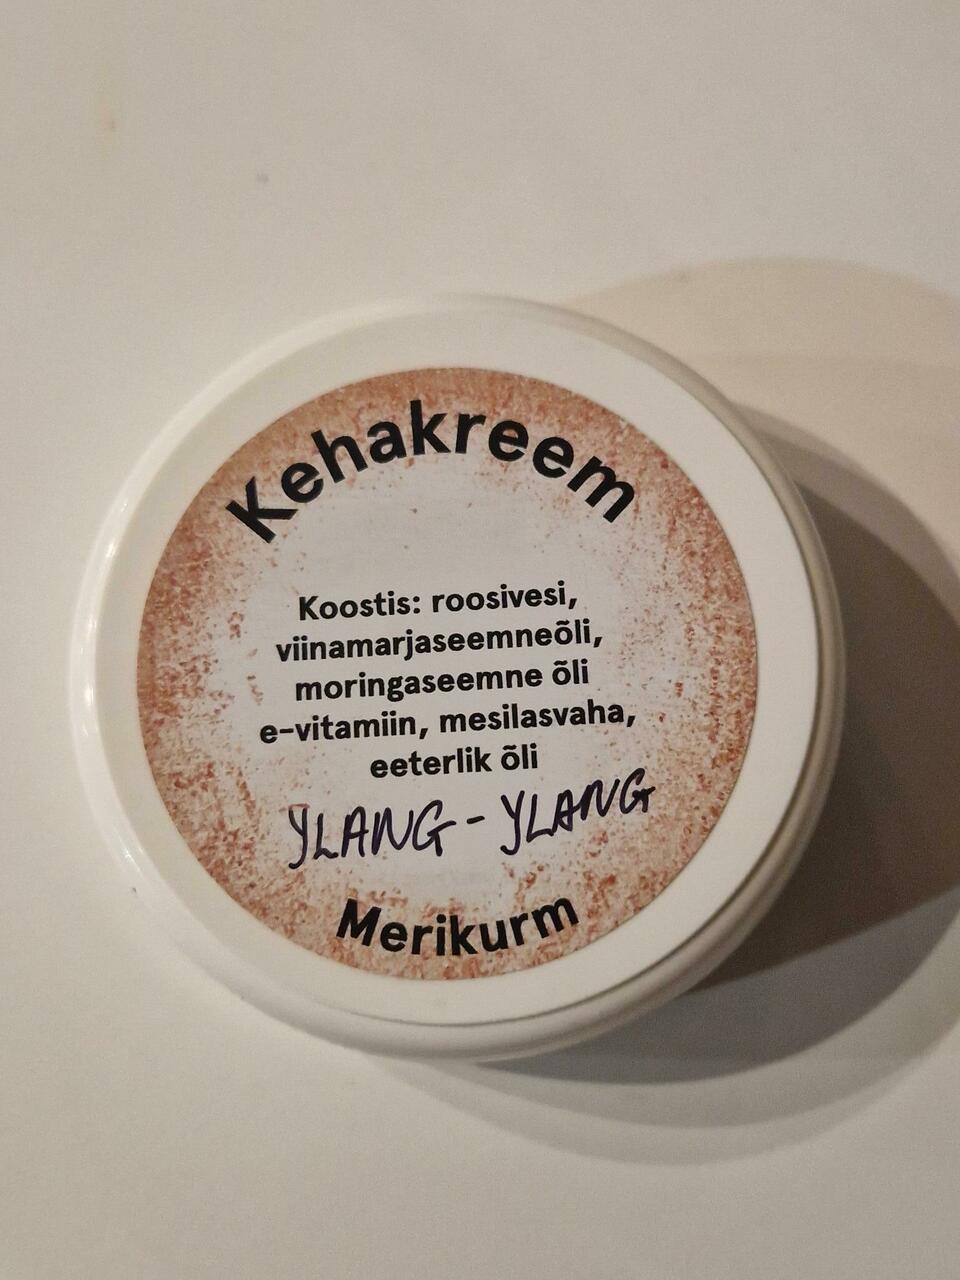 Kehakreem
Koostis: roosivesi,
viinamarjaseemneõli,
moringaseemne õli
e-vitamiin, mesilasvaha,
eeterlik õli
YLANG - YLANG
Merikurm